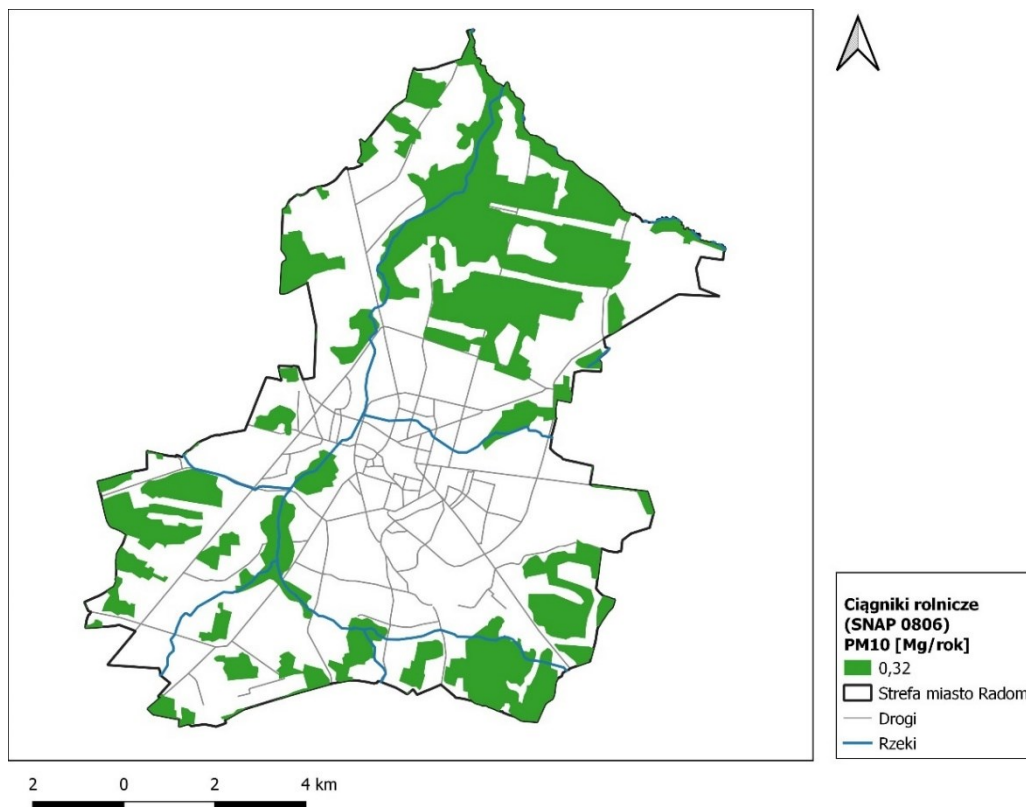 Ciągniki rolnicze
(SNAP 0806)
PM10 [Mg/rok]
0,32
Strefa miasto Radom
Drogi
Rzeki
2 0 2 4 km